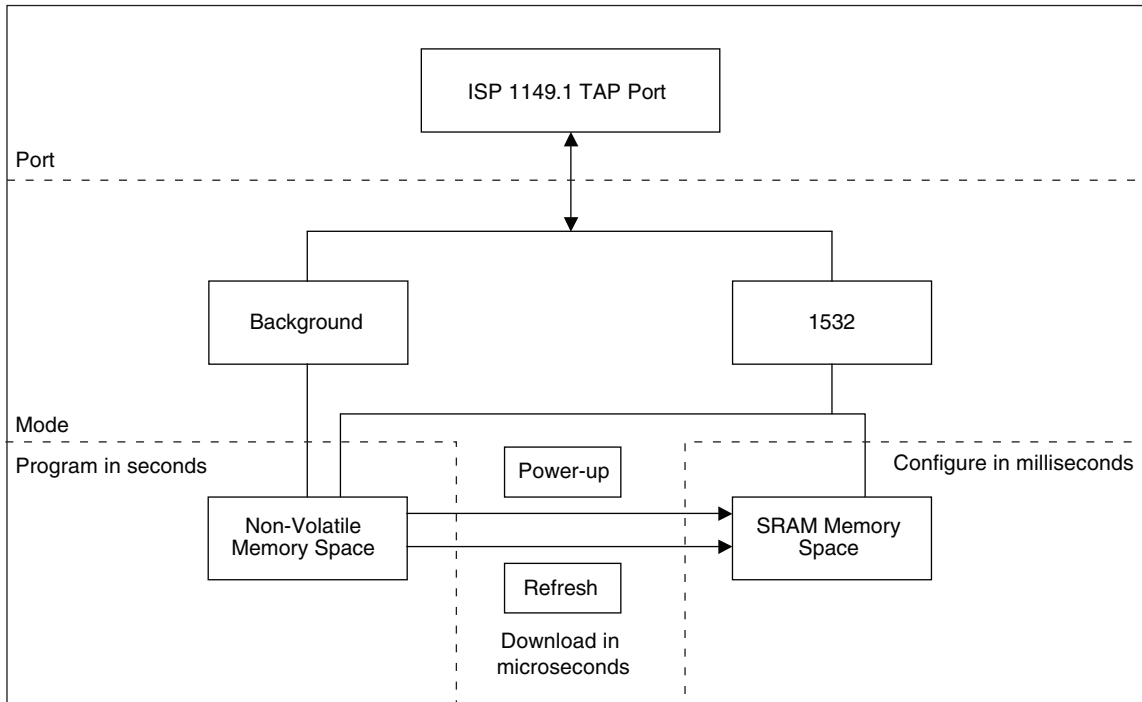 ISP 1149.1 TAP Port
Port
Background
1532
Mode
Program in seconds
Power-up
Configure in milliseconds
Non-Volatile
Memory Space
SRAM Memory
Space
Refresh
Download in
microseconds